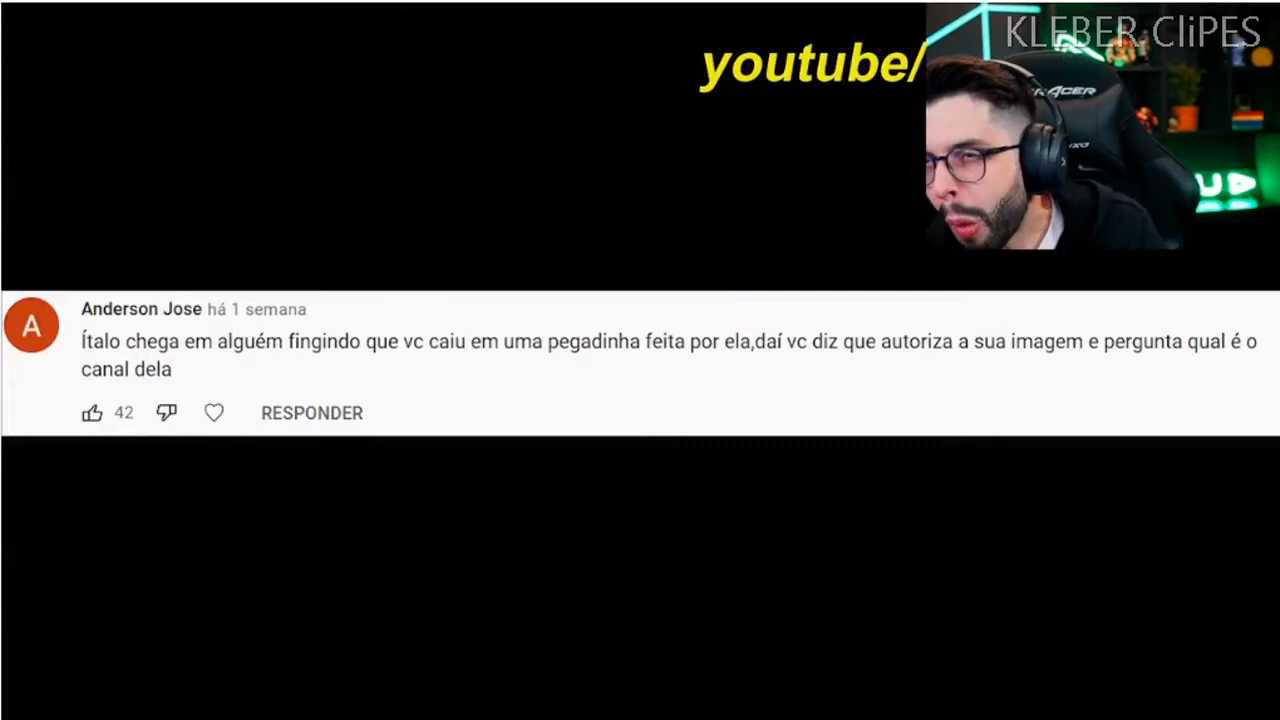 KLEBER CLiPES
youtube/
Anderson Jose há 1 semana
A
Ítalo chega em alguém fingindo que vc caiu em uma pegadinha feita por ela,daí vc diz que autoriza a sua imagem e pergunta qual é o
canal dela
42
RESPONDER